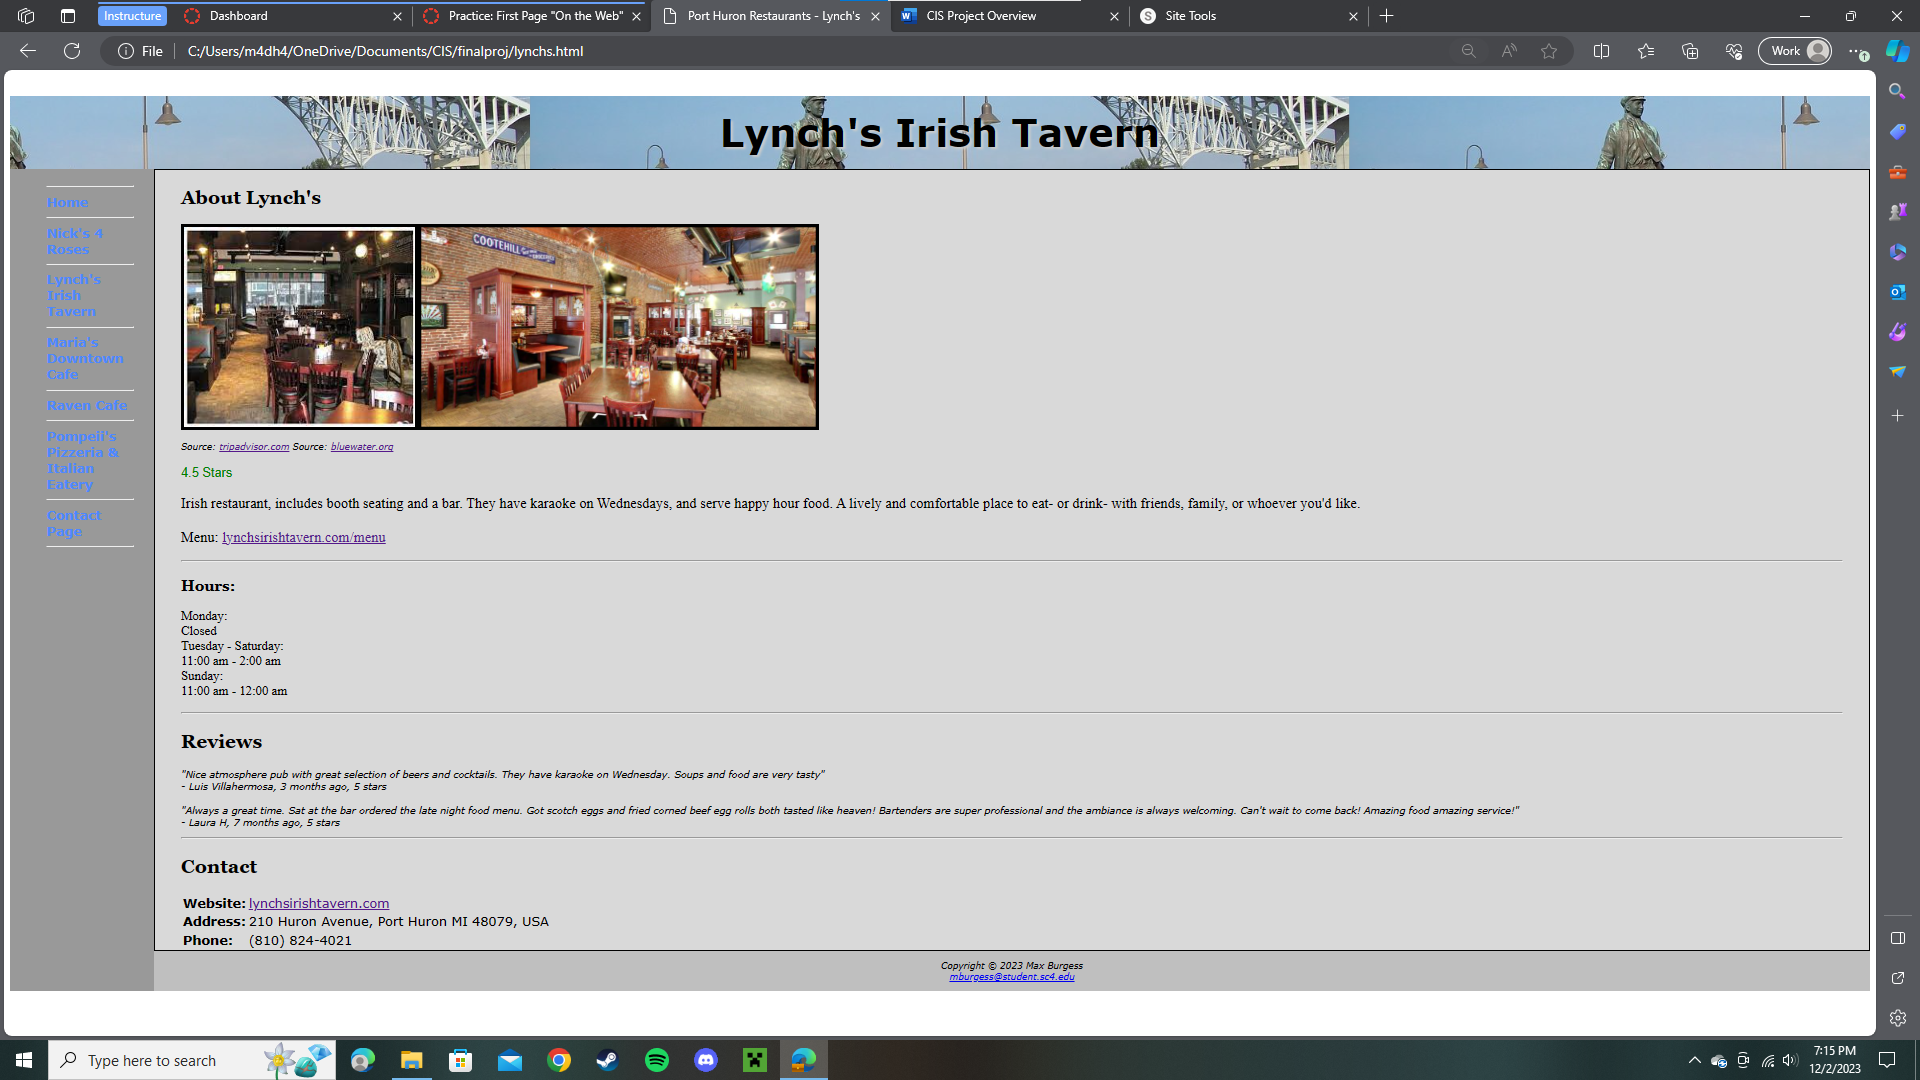 Instructure
Dashboard
Practice: First Page "On the Web"
Port Huron Restaurants - Lynch's
CIS Project Overview
S Site Tools
File
C:/Users/m4dh4/OneDrive/Documents/CIS/finalproj/lynchs.html
Work
Lynch's Irish Tavern
Home
Nick's 4
Roses
Lynch's
Irish
Tavern
Maria's
Downtown
Cafe
Raven Cafe
Pompeii's
Pizzeria &
Italian
Eatery
Contact
Page
About Lynch's
COOTEHILL
Source: tripadvisor.com Source: bluewater.org
4.5 Stars
Irish restaurant, includes booth seating and a bar. They have karaoke on Wednesdays, and serve happy hour food. A lively and comfortable place to eat- or drink- with friends, family, or whoever you'd like.
Menu: lynchsirishtavern.com/menu
Hours:
Monday:
Closed
Tuesday - Saturday:
11:00 am - 2:00 am
Sunday:
11:00 am - 12:00 am
Reviews
"Nice atmosphere pub with great selection of beers and cocktails. They have karaoke on Wednesday. Soups and food are very tasty"
- Luis Villahermosa, 3 months ago, 5 stars
"Always a great time. Sat at the bar ordered the late night food menu. Got scotch eggs and fried corned beef egg rolls both tasted like heaven! Bartenders are super professional and the ambiance is always welcoming. Can't wait to come back! Amazing food amazing service!"
- Laura H, 7 months ago, 5 stars
Contact
Website: lynchsirishtavern.com
Address: 210 Huron Avenue, Port Huron MI 48079, USA
Phone: (810) 824-4021
Copyright © 2023 Max Burgess
mburgess@student.sc4.edu
Type here to search
7:15 PM
12/2/2023